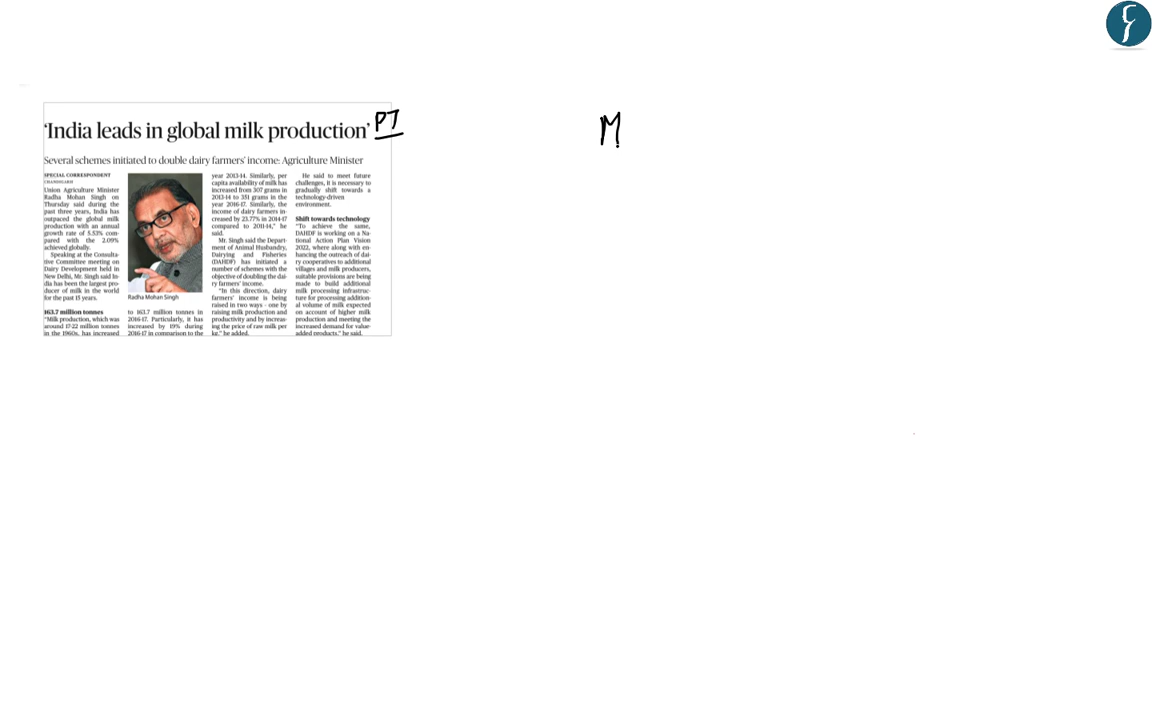 'India leads in global milk production' PT
M
Several schemes initiated to double dairy farmers' income: Agriculture Minister
SPECIAL CORRESPONDENT
CHANDIGARH
Union Agriculture Minister
Radha Mohan Singh on
Thursday said during the
past three years, India has
outpaced the global milk
production with an annual
growth rate of 5.53% com-
pared with the 2.09%
achieved globally.
Speaking at the Consulta-
tive Committee meeting on
Dairy Development held in
New Delhi, Mr. Singh said In-
dia has been the largest pro-
ducer of milk in the world
for the past 15 years.
163.7 million tonnes
"Milk production, which was
around 17-22 million tonnes
in the 1960s, has increased
Radha Mohan Singh
to 163.7 million tonnes in
2016-17. Particularly, it has
increased by 19% during
2016-17 in comparison to the
year 2013-14. Similarly, per
capita availability of milk has
increased from 307 grams in
2013-14 to 351 grams in the
year 2016-17. Similarly, the
income of dairy farmers in-
creased by 23.77% in 2014-17
compared to 2011-14," he
said.
Mr. Singh said the Depart-
ment of Animal Husbandry,
Dairying and Fisheries
(DAHDF) has initiated a
number of schemes with the
objective of doubling the dai-
ry farmers' income.
"In this direction, dairy
farmers' income is being
raised in two ways - one by
raising milk production and
productivity and by increas-
ing the price of raw milk per
kg," he added.
He said to meet future
challenges, it is necessary to
gradually shift towards a
technology-driven
environment.
Shift towards technology
"To achieve the same,
DAHDF is working on a Na-
tional Action Plan Vision
2022, where along with en-
hancing the outreach of dai-
ry cooperatives to additional
villages and milk producers,
suitable provisions are being
made to build additional
milk processing infrastruc-
ture for processing addition-
al volume of milk expected
on account of higher milk
production and meeting the
increased demand for value-
added products," he said.